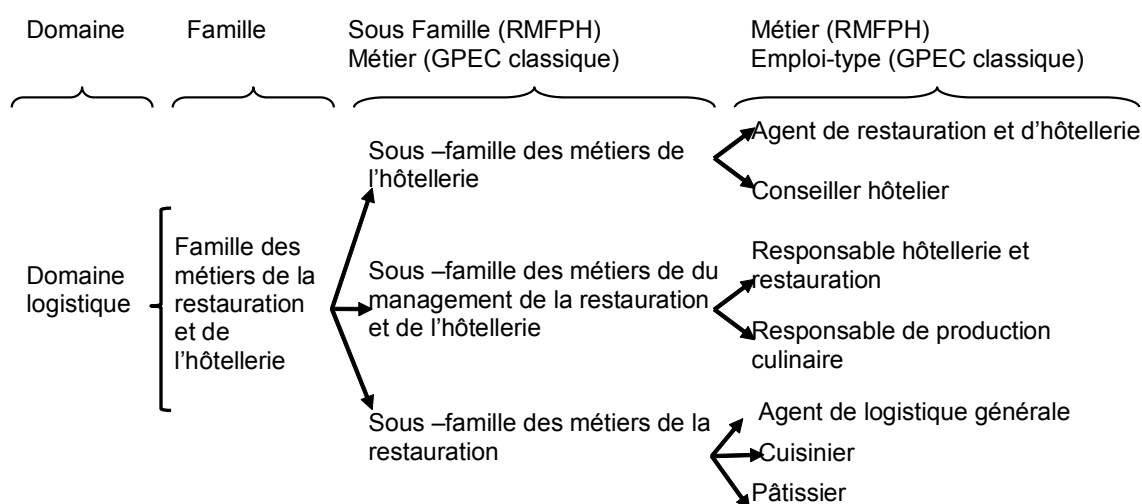 Domaine
Famille
Sous Famille (RMFPH)
Métier (GPEC classique)
Métier (RMFPH)
Emploi-type (GPEC classique)
Domaine
logistique
Famille des
métiers de la
restauration
et de
l’hôtellerie
Sous –famille des métiers de
l’hôtellerie
Agent de restauration et d’hôtellerie
Conseiller hôtelier
Sous –famille des métiers de du
management de la restauration
et de l’hôtellerie
Responsable hôtellerie et
restauration
Responsable de production
culinaire
Sous –famille des métiers de la
restauration
Agent de logistique générale
Cuisinier
Pâtissier